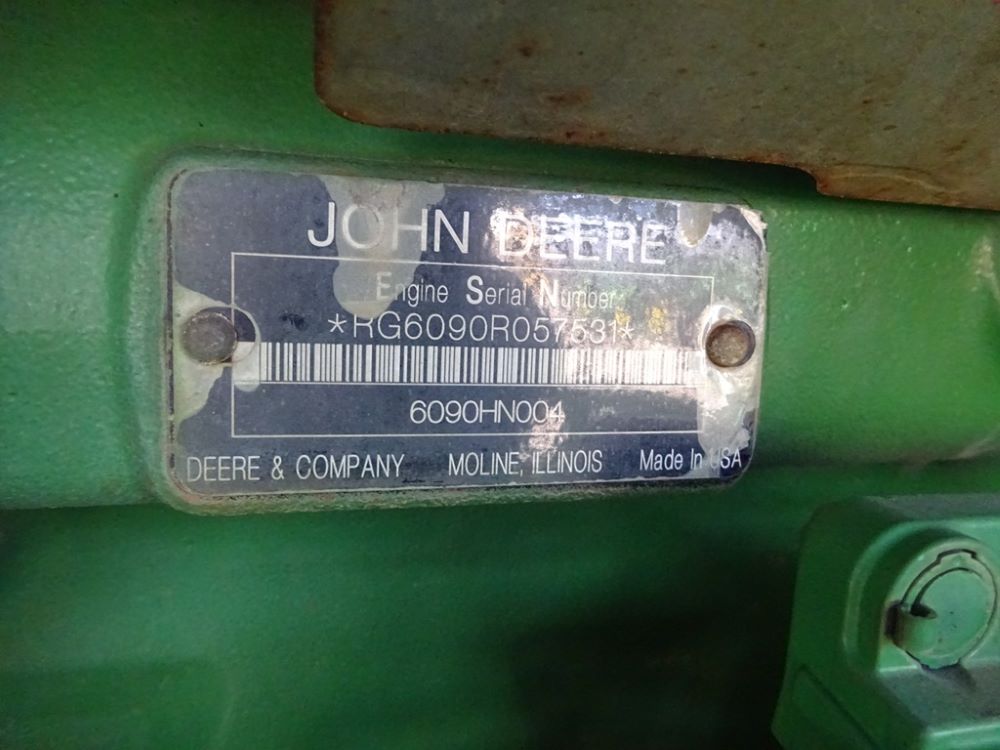 JOHN DEERE
Engine Serial Number
*RG6090R057531*
6090HN004
DEERE & COMPANY MOLINE, ILLINOIS Made In USA